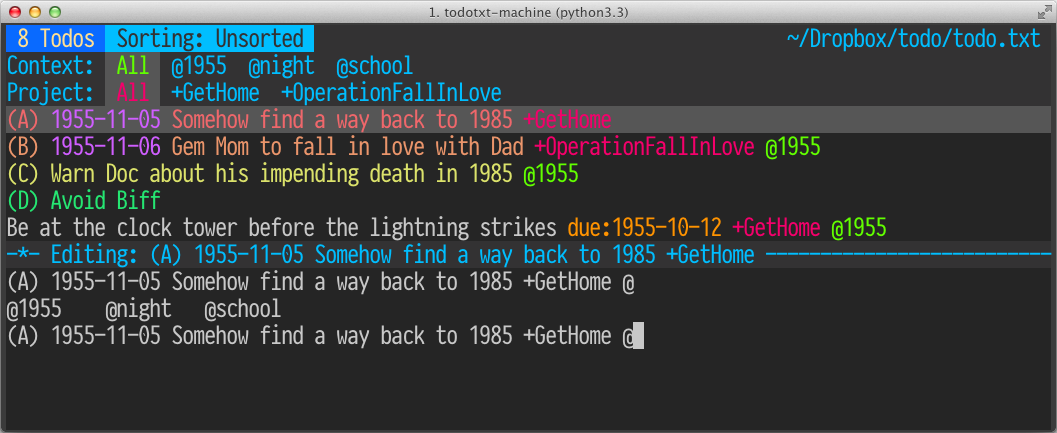 1. todotxt-machine (python3.3)
8 Todos Sorting: Unsorted ~/Dropbox/todo/todo.txt
Context: All @1955 @night @school
Project: All +GetHome +OperationFallInLove
(A) 1955-11-05 Somehow find a way back to 1985 +GetHome
(B) 1955-11-06 Gem Mom to fall in love with Dad +OperationFallInLove @1955
(C) Warn Doc about his impending death in 1985 @1955
(D) Avoid Biff
Be at the clock tower before the lightning strikes due:1955-10-12 +GetHome @1955
-*- Editing: (A) 1955-11-05 Somehow find a way back to 1985 +GetHome -----------------------------
(A) 1955-11-05 Somehow find a way back to 1985 +GetHome @
@1955 @night @school
(A) 1955-11-05 Somehow find a way back to 1985 +GetHome @